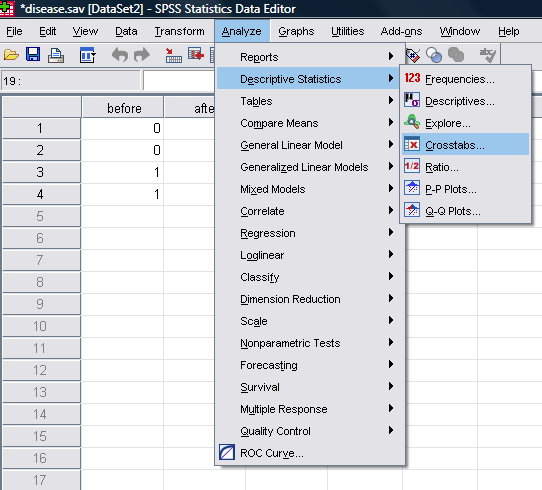 *disease.sav [DataSet2] - SPSS Statistics Data Editor
File Edit View Data Transform Analyze Graphs Utilities Add-ons Window Help
19 :
before afte
1 0
2 0
3 1
4 1
5
6
7
8
9
10
11
12
13
14
15
16
17
Reports
Descriptive Statistics
Tables
Compare Means
General Linear Model
Generalized Linear Models
Mixed Models
Correlate
Regression
Loglinear
Classify
Dimension Reduction
Scale
Nonparametric Tests
Forecasting
Survival
Multiple Response
Quality Control
ROC Curve...
123 Frequencies...
Descriptives...
Explore...
Crosstabs...
1/2 Ratio...
P-P Plots...
Q-Q Plots...